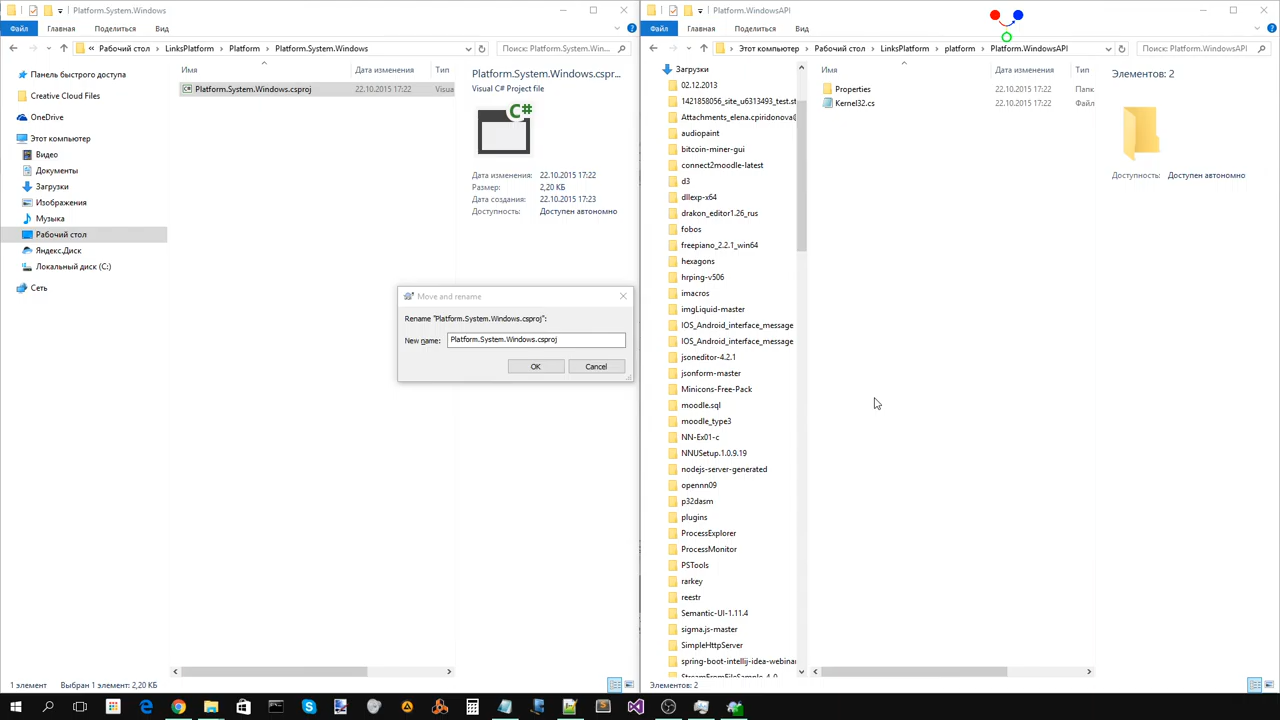 Platform.System.Windows
Файл Главная Поделиться Вид
Рабочий стол LinksPlatform Platform Platform.System.Windows
Поиск: Platform.System.Win...
Панель быстрого доступа
Creative Cloud Files
OneDrive
Этот компьютер
Видео
Документы
Загрузки
Изображения
Музыка
Рабочий стол
Яндекс.Диск
Локальный диск (C:)
Сеть
Имя Дата изменения Тип
Platform.System.Windows.csproj 22.10.2015 17:22 Visua
Platform.System.Windows.cspr...
Visual C# Project file
C#
Дата изменения: 22.10.2015 17:22
Размер: 2,20 КБ
Дата создания: 22.10.2015 17:23
Доступность: Доступен автономно
Move and rename
Rename "Platform.System.Windows.csproj":
New name: Platform.System.Windows.csproj
OK Cancel
1 элемент Выбран 1 элемент: 2,20 КБ
Platform.WindowsAPI
Файл Главная Поделиться Вид
Этот компьютер Рабочий стол LinksPlatform platform Platform.WindowsAPI
Поиск: Platform.WindowsAPI
Загрузки
02.12.2013
1421858056_site_u6313493_test.st
Attachments_elena.cpiridonova@
audiopaint
bitcoin-miner-gui
connect2moodle-latest
d3
dllexp-x64
drakon_editor1.26_rus
fobos
freepiano_2.2.1_win64
hexagons
hrping-v506
imacros
imgLiquid-master
IOS_Android_interface_message
IOS_Android_interface_message
jsoneditor-4.2.1
jsonform-master
Minicons-Free-Pack
moodle.sql
moodle_type3
NN-Ex01-c
NNUSetup.1.0.9.19
nodejs-server-generated
opennn09
p32dasm
plugins
ProcessExplorer
ProcessMonitor
PSTools
rarkey
reestr
Semantic-UI-1.11.4
sigma.js-master
SimpleHttpServer
spring-boot-intellij-idea-webinar
StreamFromFileSample-4_0
Имя Дата изменения Тип
Properties 22.10.2015 17:22 Папк
Kernel32.cs 22.10.2015 17:22 Файл
Элементов: 2
Доступность: Доступен автономно
Элементов: 2